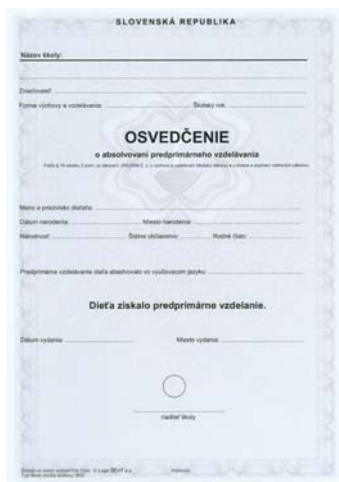 SLOVENSKÁ REPUBLIKA
Názov školy:
Zriaďovateľ
Forma výchovy a vzdelávania: Školský rok:
OSVEDČENIE
o absolvovaní predprimárneho vzdelávania
Meno a priezvisko dieťaťa:
Dátum narodenia: Miesto narodenia:
Národnosť: Štátne občianstvo: Rodné číslo:
Predprimárne vzdelávanie dieťa absolvovalo vo vyučovacom jazyku:
Dieťa získalo predprimárne vzdelanie.
Dátum vydania: Miesto vydania:
riaditeľ školy